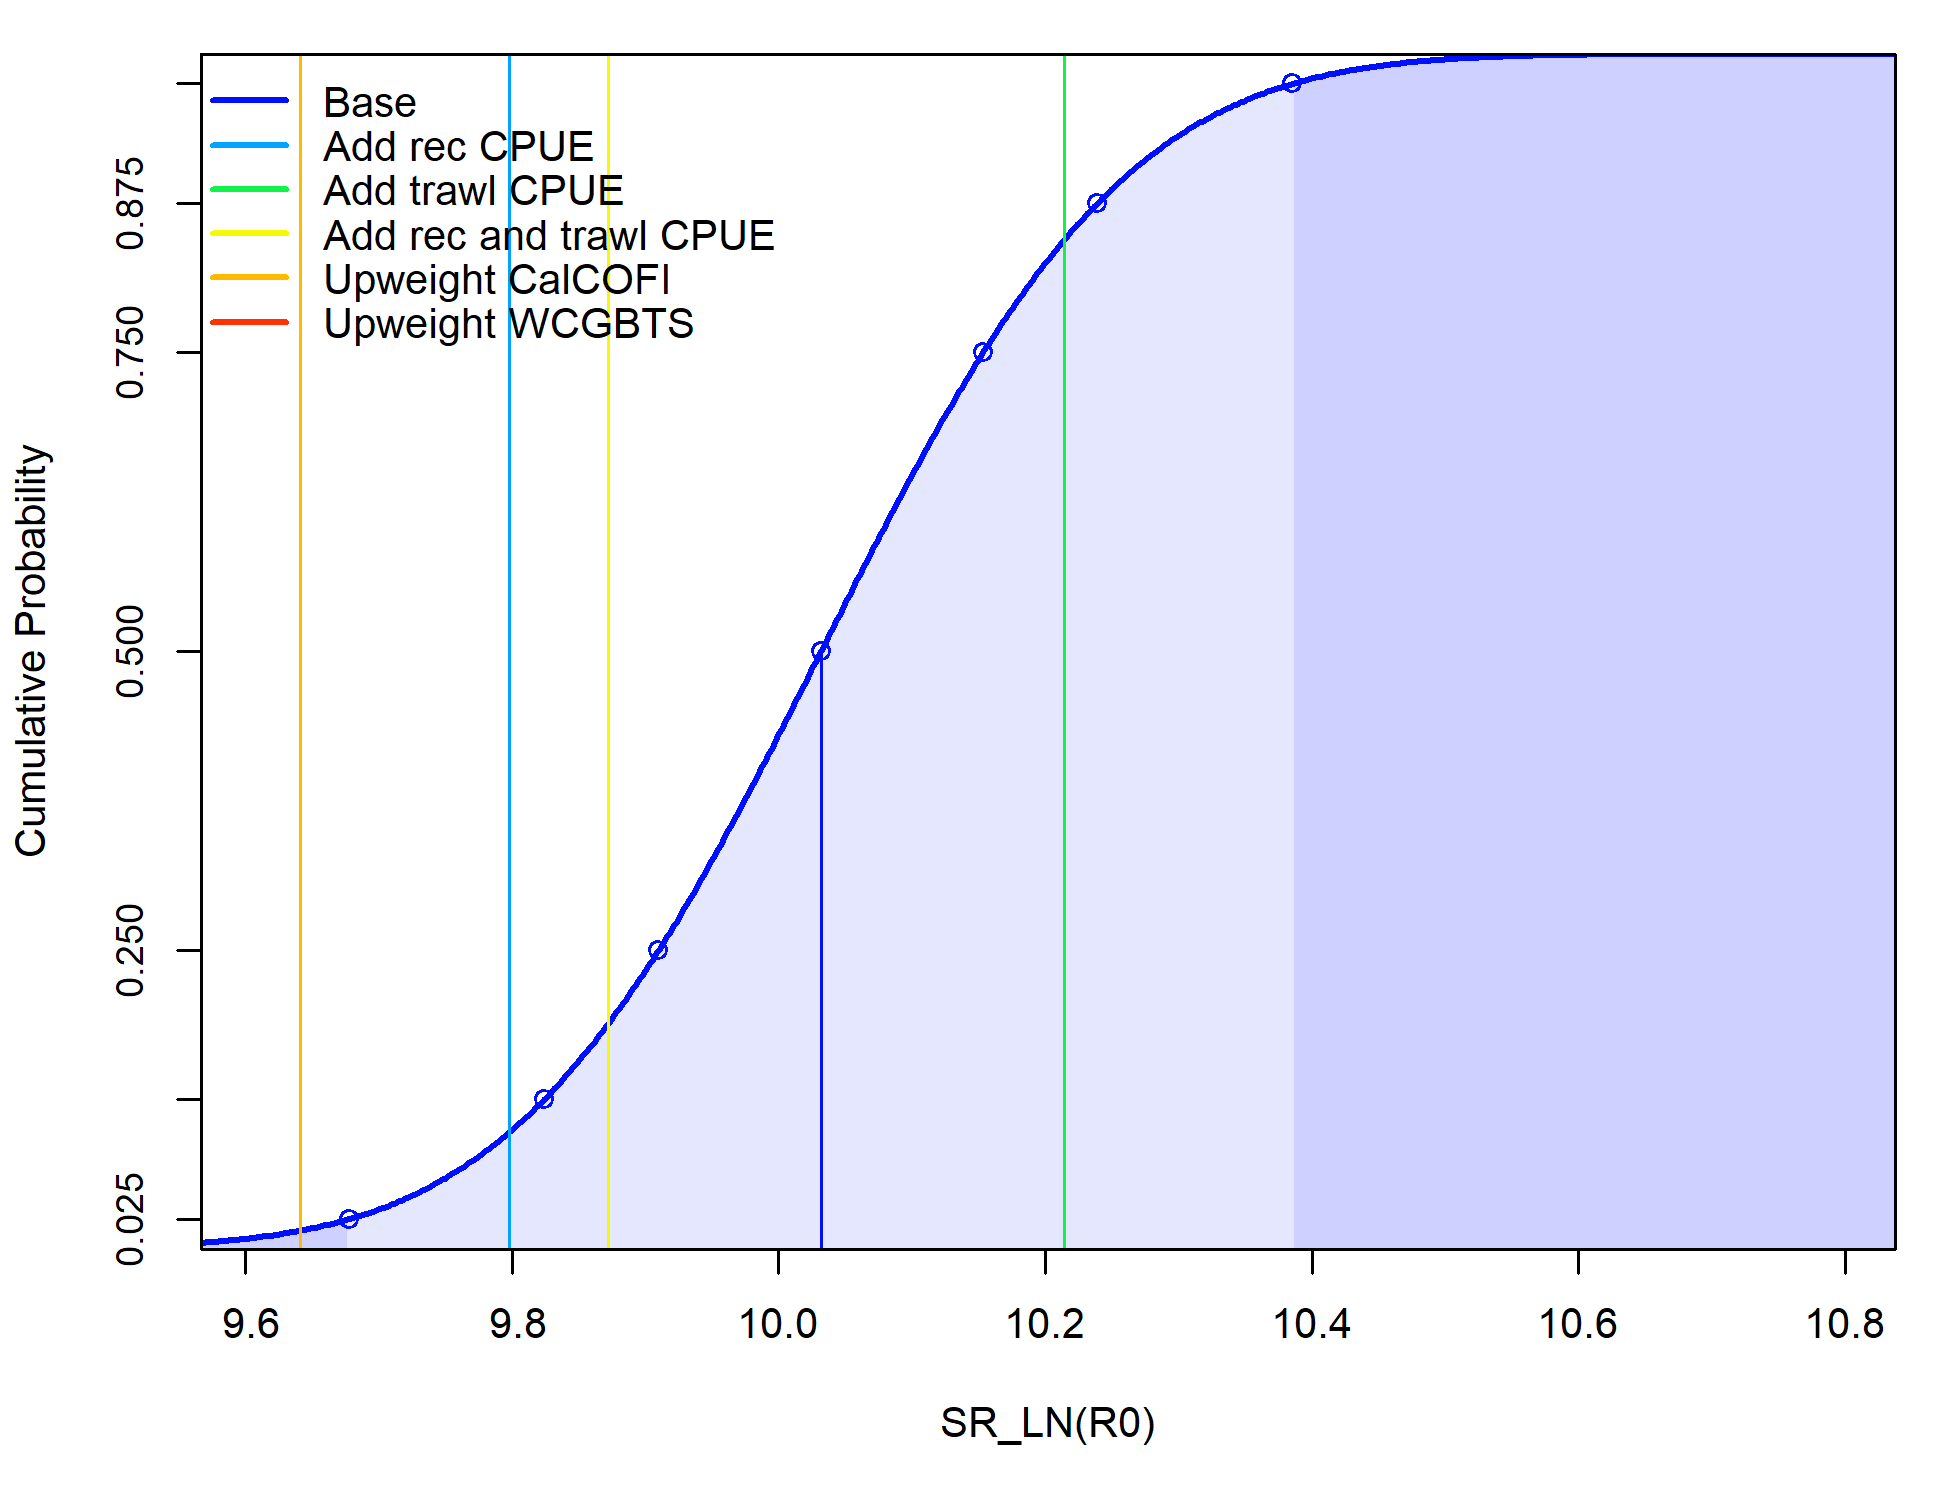 Base
Add rec CPUE
Add trawl CPUE
Add rec and trawl CPUE
Upweight CalCOFI
Upweight WCGBTS
Cumulative Probability
0.875
0.750
0.500
0.250
0.025
9.6 9.8 10.0 10.2 10.4 10.6 10.8
SR_LN(R0)